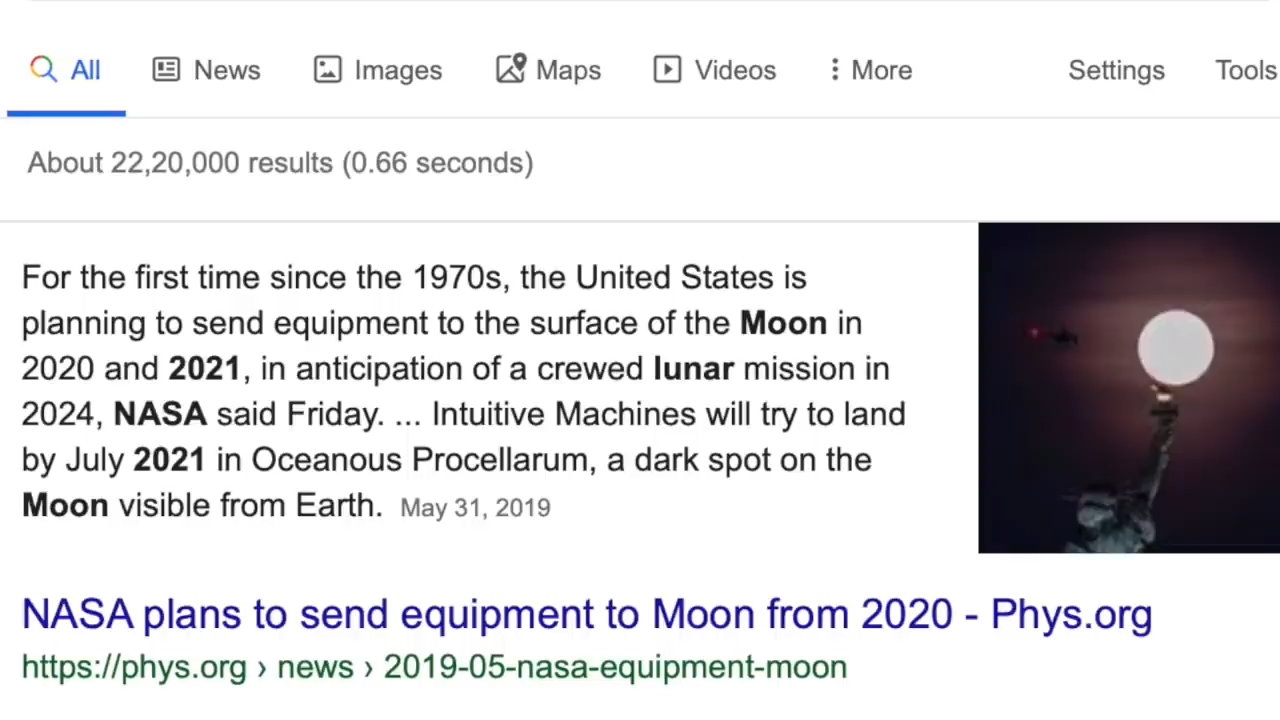 All News Images Maps Videos More Settings Tools
About 22,20,000 results (0.66 seconds)
For the first time since the 1970s, the United States is
planning to send equipment to the surface of the Moon in
2020 and 2021, in anticipation of a crewed lunar mission in
2024, NASA said Friday. ... Intuitive Machines will try to land
by July 2021 in Oceanous Procellarum, a dark spot on the
Moon visible from Earth. May 31, 2019
NASA plans to send equipment to Moon from 2020 - Phys.org
https://phys.org › news › 2019-05-nasa-equipment-moon